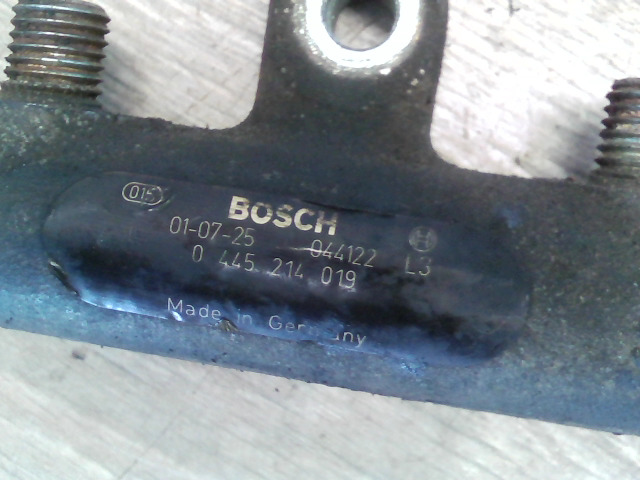 015
BOSCH
01-07-25 044122 L3
0 445 214 019
Made in Germany